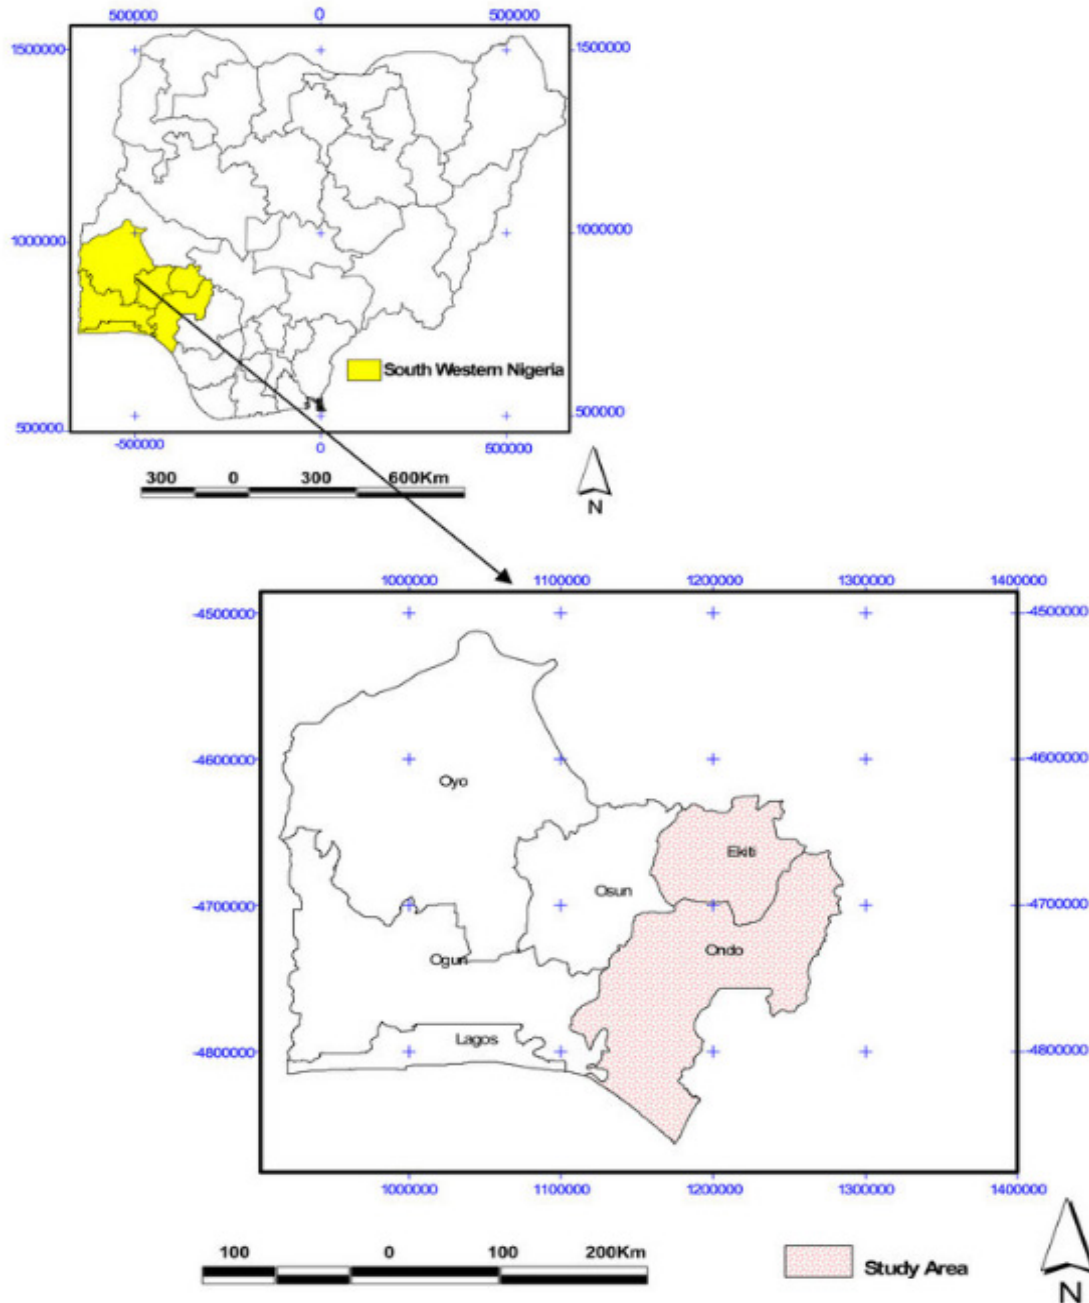 500000 0 500000
1500000 1500000
1000000 1000000
South Western Nigeria
500000 500000
-500000 0 500000
300 0 300 600Km
N
1000000 1100000 1200000 1300000 1400000
-4500000 -4500000
-4600000 -4600000
Oyo
Ekiti
Osun
-4700000 -4700000
Ondo
Ogun
Lagos
-4800000 -4800000
1000000 1100000 1200000 1300000 1400000
100 0 100 200Km
Study Area
N